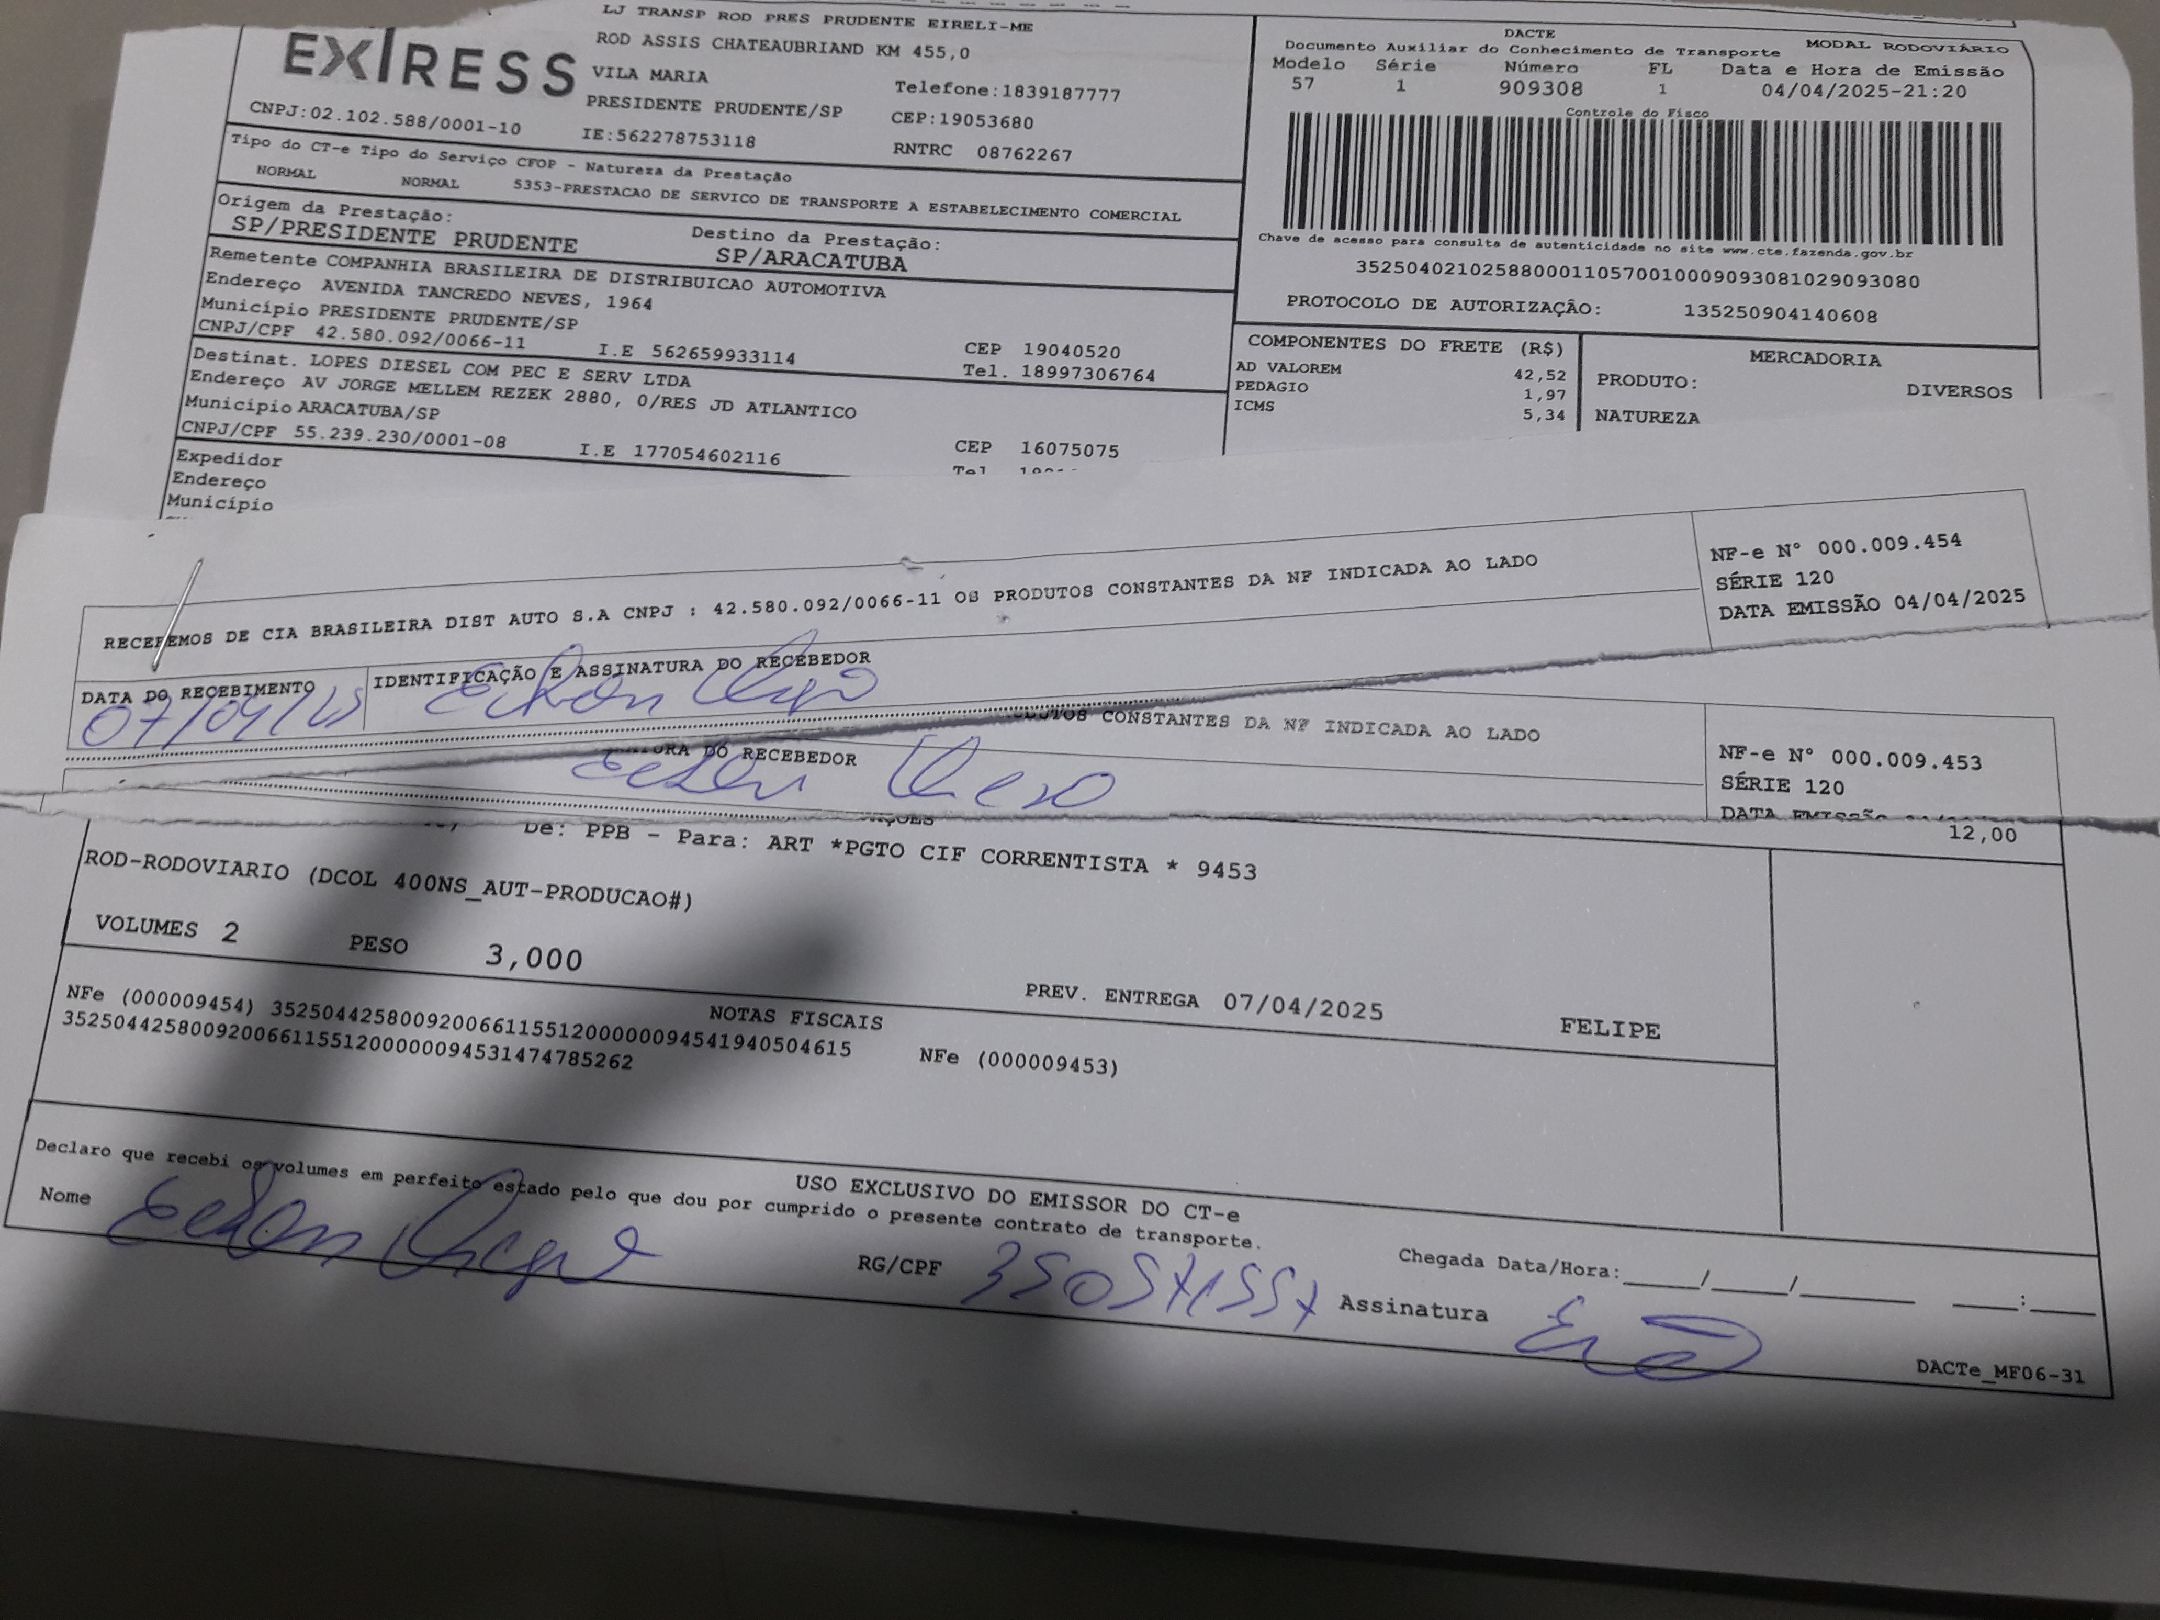 EXPRESS
LJ TRANSP ROD PRES PRUDENTE EIRELI-ME
ROD ASSIS CHATEAUBRIAND KM 455,0
VILA MARIA
Telefone:1839187777
PRESIDENTE PRUDENTE/SP
CEP:19053680
CNPJ:02.102.588/0001-10
IE:562278753118
RNTRC 08762267
DACTE
Documento Auxiliar do Conhecimento de Transporte
MODAL RODOVIÁRIO
Modelo Série Número FL Data e Hora de Emissão
57 1 909308 1 04/04/2025-21:20
Controle do Fisco
Chave de acesso para consulta de autenticidade no site www.cte.fazenda.gov.br
35250402102588000110570010009093081029093080
PROTOCOLO DE AUTORIZAÇÃO: 135250904140608
Tipo do CT-e Tipo do Serviço CFOP - Natureza da Prestação
NORMAL NORMAL 5353-PRESTACAO DE SERVICO DE TRANSPORTE A ESTABELECIMENTO COMERCIAL
Origem da Prestação: Destino da Prestação:
SP/PRESIDENTE PRUDENTE SP/ARACATUBA
Remetente COMPANHIA BRASILEIRA DE DISTRIBUICAO AUTOMOTIVA
Endereço AVENIDA TANCREDO NEVES, 1964
Município PRESIDENTE PRUDENTE/SP CEP 19040520
CNPJ/CPF 42.580.092/0066-11 I.E 562659933114 Tel. 18997306764
Destinat. LOPES DIESEL COM PEC E SERV LTDA
Endereço AV JORGE MELLEM REZEK 2880, 0/RES JD ATLANTICO
Município ARACATUBA/SP CEP 16075075
CNPJ/CPF 55.239.230/0001-08 I.E 177054602116 Tel
Expedidor
Endereço
Município
COMPONENTES DO FRETE (R$)
AD VALOREM 42,52
PEDAGIO 1,97
ICMS 5,34
MERCADORIA
PRODUTO: DIVERSOS
NATUREZA
RECEBEMOS DE CIA BRASILEIRA DIST AUTO S.A CNPJ : 42.580.092/0066-11 OS PRODUTOS CONSTANTES DA NF INDICADA AO LADO
NF-e N° 000.009.454
SÉRIE 120
DATA EMISSÃO 04/04/2025
DATA DO RECEBIMENTO IDENTIFICAÇÃO E ASSINATURA DO RECEBEDOR
07/04/25
CONSTANTES DA NF INDICADA AO LADO
DO RECEBEDOR
NF-e N° 000.009.453
SÉRIE 120
DATA EMISSÃO
12,00
De: PPB - Para: ART *PGTO CIF CORRENTISTA * 9453
ROD-RODOVIARIO (DCOL 400NS_AUT-PRODUCAO#)
VOLUMES 2 PESO 3,000
PREV. ENTREGA 07/04/2025 FELIPE
NOTAS FISCAIS
NFe (000009454) 35250442580092006611551200000094541940504615 NFe (000009453)
35250442580092006611551200000094531474785262
USO EXCLUSIVO DO EMISSOR DO CT-e
Declaro que recebi os volumes em perfeito estado pelo que dou por cumprido o presente contrato de transporte.
Nome RG/CPF Assinatura
Chegada Data/Hora:____/____/______ ____:____
DACTe_MF06-31